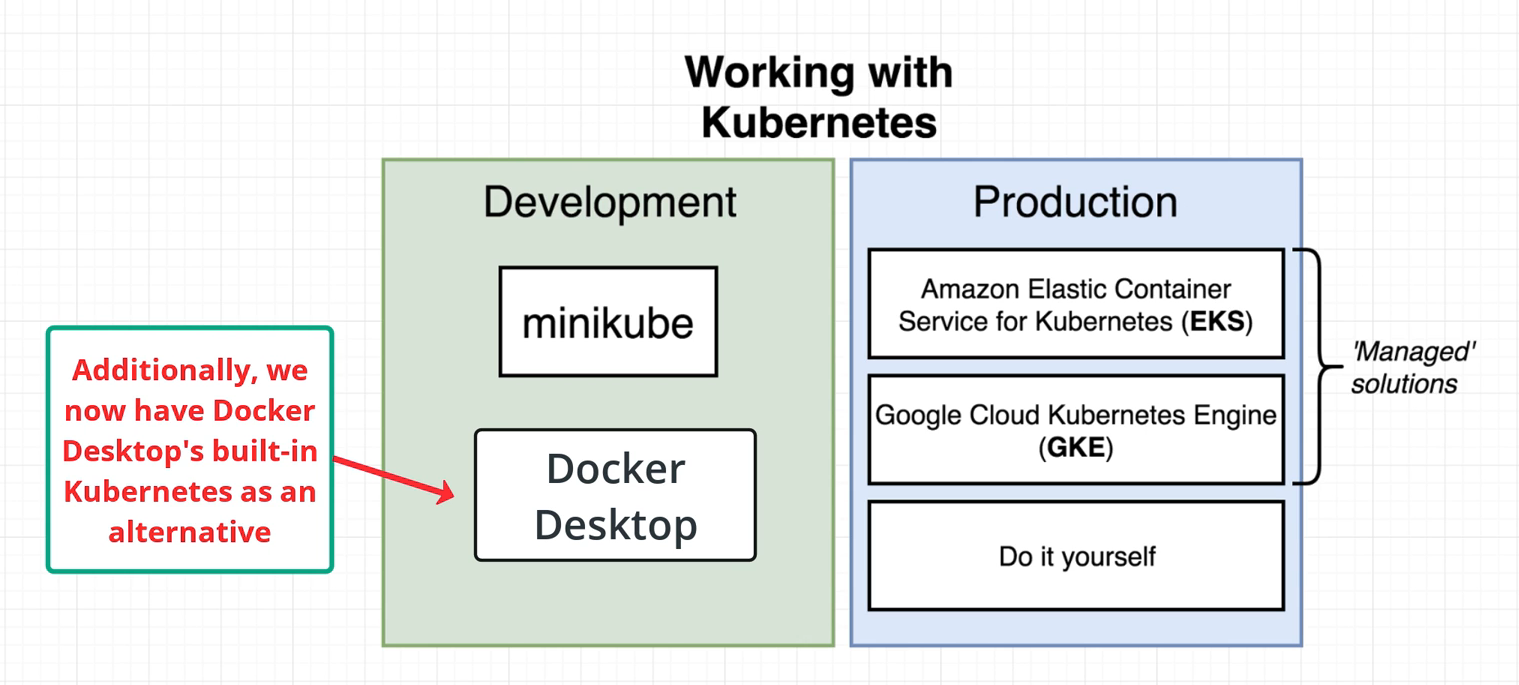 Working with
Kubernetes
Development
minikube
Docker
Desktop
Additionally, we
now have Docker
Desktop's built-in
Kubernetes as an
alternative
Production
Amazon Elastic Container
Service for Kubernetes (EKS)
Google Cloud Kubernetes Engine
(GKE)
Do it yourself
'Managed'
solutions